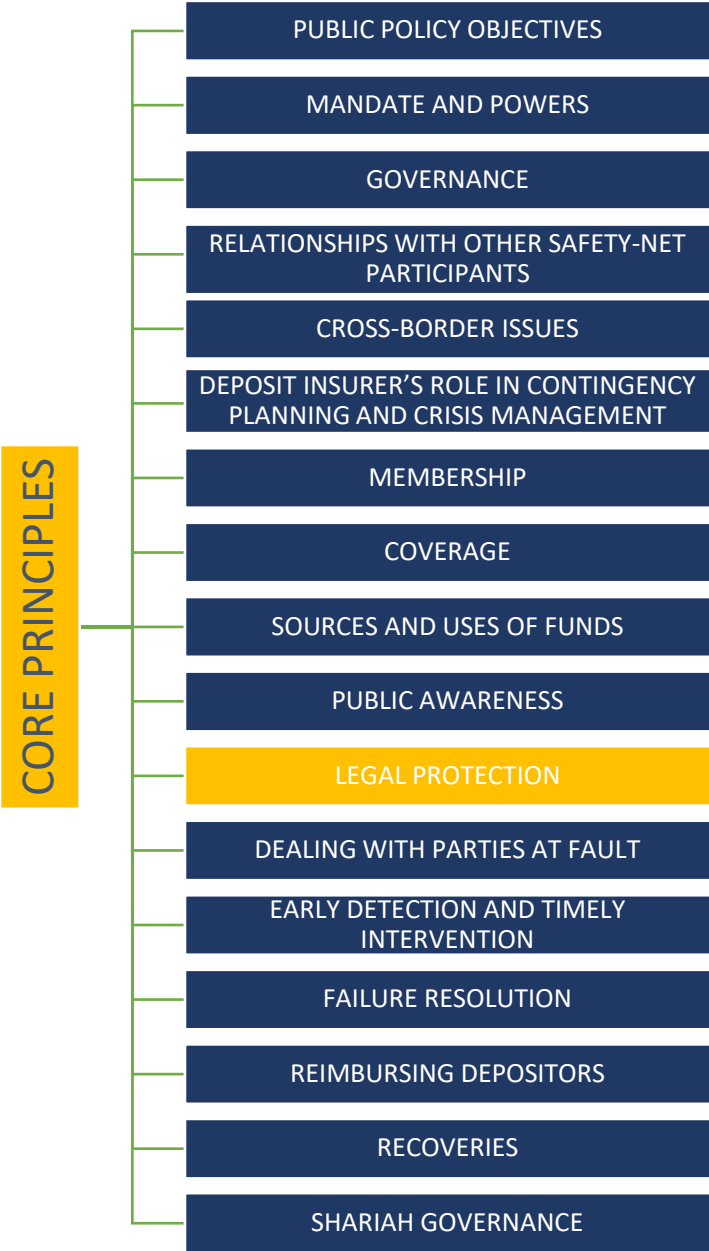 CORE PRINCIPLES
PUBLIC POLICY OBJECTIVES
MANDATE AND POWERS
GOVERNANCE
RELATIONSHIPS WITH OTHER SAFETY-NET
PARTICIPANTS
CROSS-BORDER ISSUES
DEPOSIT INSURER’S ROLE IN CONTINGENCY
PLANNING AND CRISIS MANAGEMENT
MEMBERSHIP
COVERAGE
SOURCES AND USES OF FUNDS
PUBLIC AWARENESS
LEGAL PROTECTION
DEALING WITH PARTIES AT FAULT
EARLY DETECTION AND TIMELY
INTERVENTION
FAILURE RESOLUTION
REIMBURSING DEPOSITORS
RECOVERIES
SHARIAH GOVERNANCE